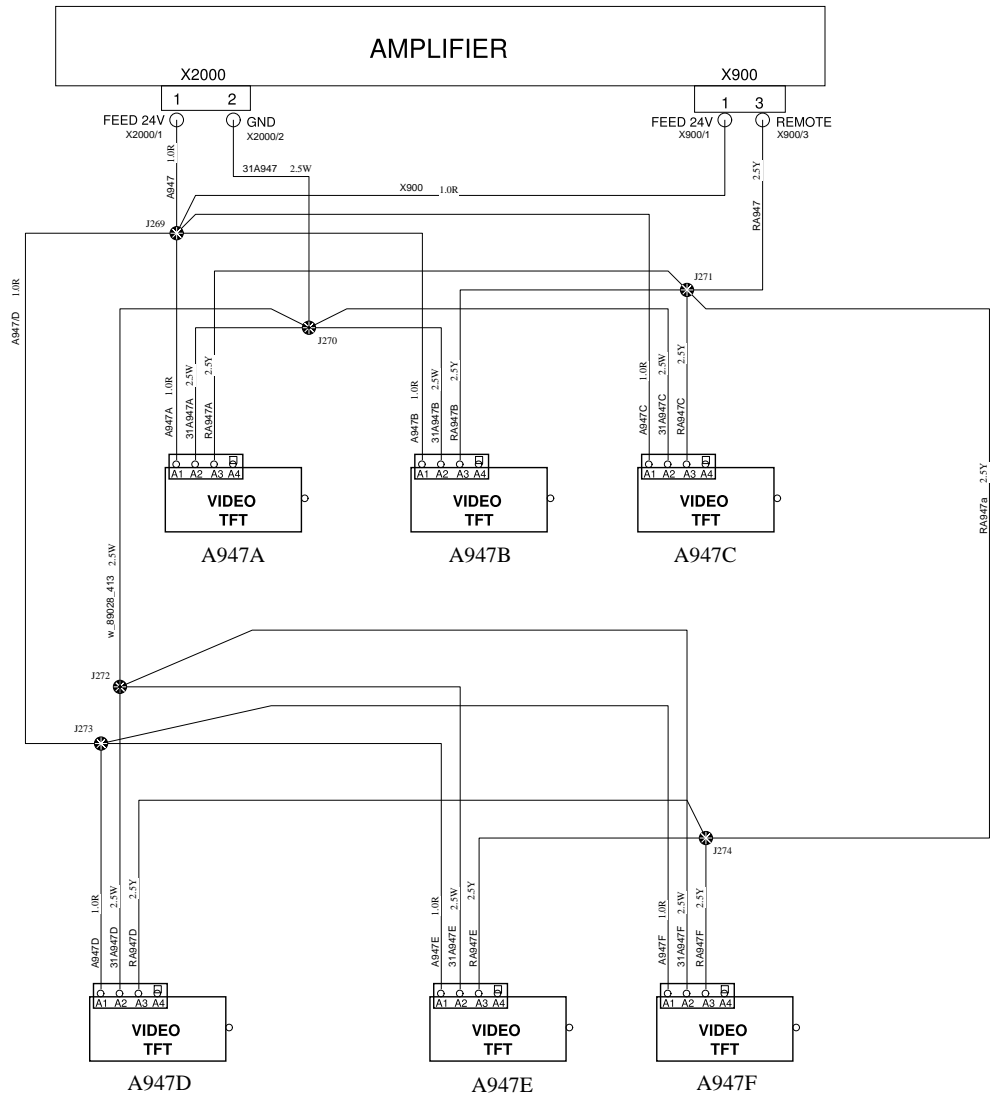 AMPLIFIER
X2000
X900
1 2
1 3
FEED 24V
X2000/1
GND
X2000/2
FEED 24V
X900/1
REMOTE
X900/3
A947 1.0R
31A947 2.5W
X900 1.0R
RA947 2.5Y
J269
J271
J270
A947/D 1.0R
A947A 1.0R
31A947A 2.5W
RA947A 2.5Y
A947B 1.0R
31A947B 2.5W
RA947B 2.5Y
A947C 1.0R
31A947C 2.5W
RA947C 2.5Y
A1 A2 A3 A4
VIDEO
TFT
A947A
A1 A2 A3 A4
VIDEO
TFT
A947B
A1 A2 A3 A4
VIDEO
TFT
A947C
RA947a 2.5Y
w_89028_413 2.5W
J272
J273
J274
A947D 1.0R
31A947D 2.5W
RA947D 2.5Y
A947E 1.0R
31A947E 2.5W
RA947E 2.5Y
A947F 1.0R
31A947F 2.5W
RA947F 2.5Y
A1 A2 A3 A4
VIDEO
TFT
A947D
A1 A2 A3 A4
VIDEO
TFT
A947E
A1 A2 A3 A4
VIDEO
TFT
A947F